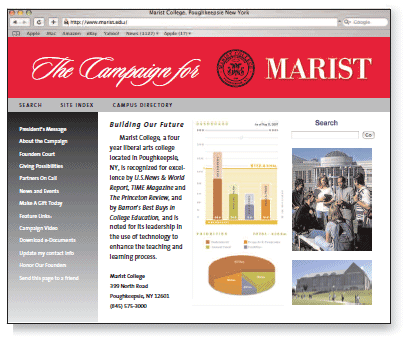 Marist College, Poughkeepsie New York
http://www.marist.edu/
Google
Apple Mac Amazon eBay Yahoo! News Apple
The Campaign for MARIST
SEARCH SITE INDEX CAMPUS DIRECTORY
President's Message
About the Campaign
Founders Court
Giving Possibilities
Partners On Call
News and Events
Make A Gift Today
Feature Links:
Campaign Video
Download e-Documents
Update my contact info
Honor Our Founders
Send this page to a friend
Building Our Future
Marist College, a four
year liberal arts college
located in Poughkeepsie,
NY, is recognized for excel-
lence by U.S.News & World
Report, TIME Magazine and
The Princeton Review, and
by Barron's Best Buys in
College Education, and is
noted for its leadership in
the use of technology to
enhance the teaching and
learning process.
Marist College
399 North Road
Poughkeepsie, NY 12601
(845) 575-3000
DASHBOARD
Search
Go